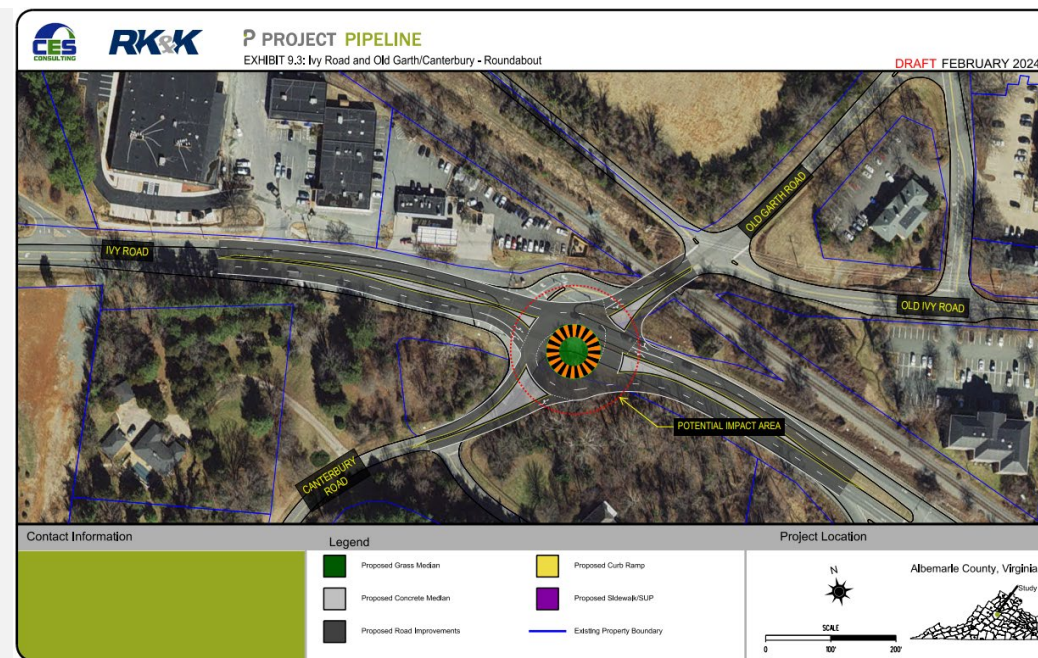 CES
CONSULTING
RK&K
P PROJECT PIPELINE
EXHIBIT 9.3: Ivy Road and Old Garth/Canterbury - Roundabout
DRAFT FEBRUARY 2024
IVY ROAD
OLD GARTH ROAD
OLD IVY ROAD
POTENTIAL IMPACT AREA
CANTERBURY
ROAD
Contact Information
Legend
Proposed Grass Median
Proposed Concrete Median
Proposed Road Improvements
Proposed Curb Ramp
Proposed Sidewalk/SUP
Existing Property Boundary
Project Location
N
SCALE
0 100' 200'
Albemarle County, Virginia
Study